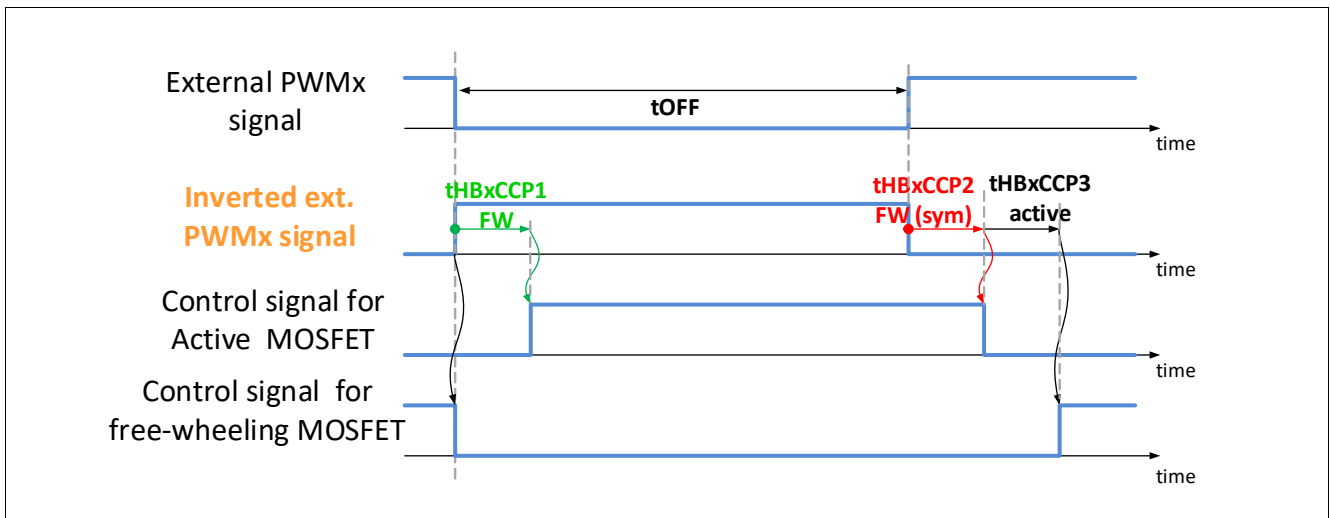 External PWMx
signal
tOFF
time
Inverted ext.
PWMx signal
tHBxCCP1
FW
tHBxCCP2
FW (sym)
tHBxCCP3
active
time
Control signal for
Active MOSFET
time
Control signal for
free-wheeling MOSFET
time